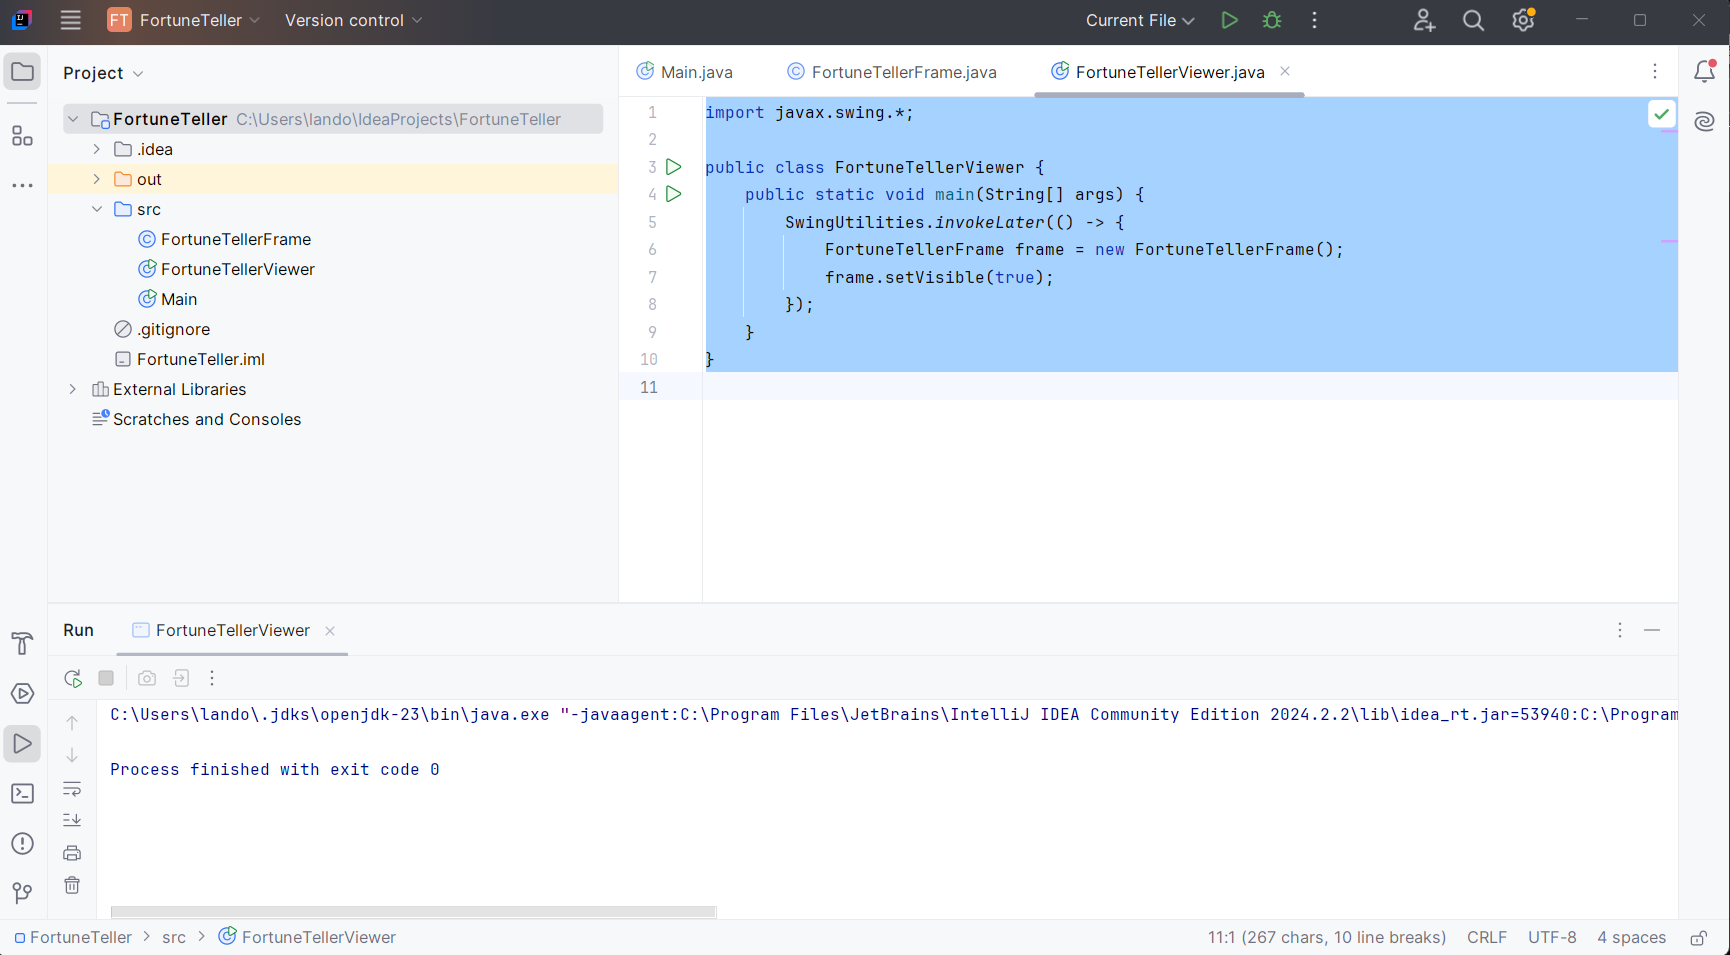 FT FortuneTeller Version control Current File
Project
Main.java FortuneTellerFrame.java FortuneTellerViewer.java
FortuneTeller C:\Users\lando\IdeaProjects\FortuneTeller
.idea
out
src
FortuneTellerFrame
FortuneTellerViewer
Main
.gitignore
FortuneTeller.iml
External Libraries
Scratches and Consoles
1 import javax.swing.*;
2
3 public class FortuneTellerViewer {
4 public static void main(String[] args) {
5 SwingUtilities.invokeLater(() -> {
6 FortuneTellerFrame frame = new FortuneTellerFrame();
7 frame.setVisible(true);
8 });
9 }
10 }
11
Run FortuneTellerViewer
C:\Users\lando\.jdks\openjdk-23\bin\java.exe "-javaagent:C:\Program Files\JetBrains\IntelliJ IDEA Community Edition 2024.2.2\lib\idea_rt.jar=53940:C:\Program
Process finished with exit code 0
FortuneTeller > src > FortuneTellerViewer
11:1 (267 chars, 10 line breaks) CRLF UTF-8 4 spaces